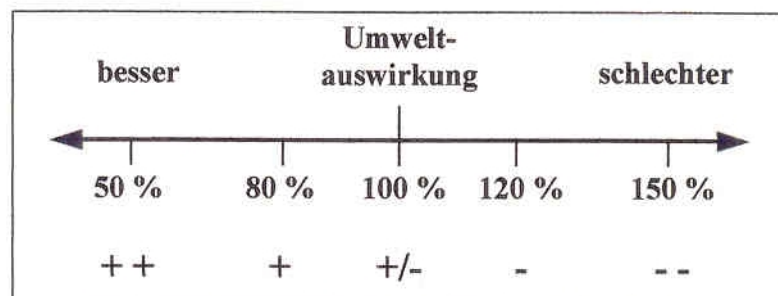 Umwelt-
besser auswirkung schlechter
50 % 80 % 100 % 120 % 150 %
+ + + +/- - - -